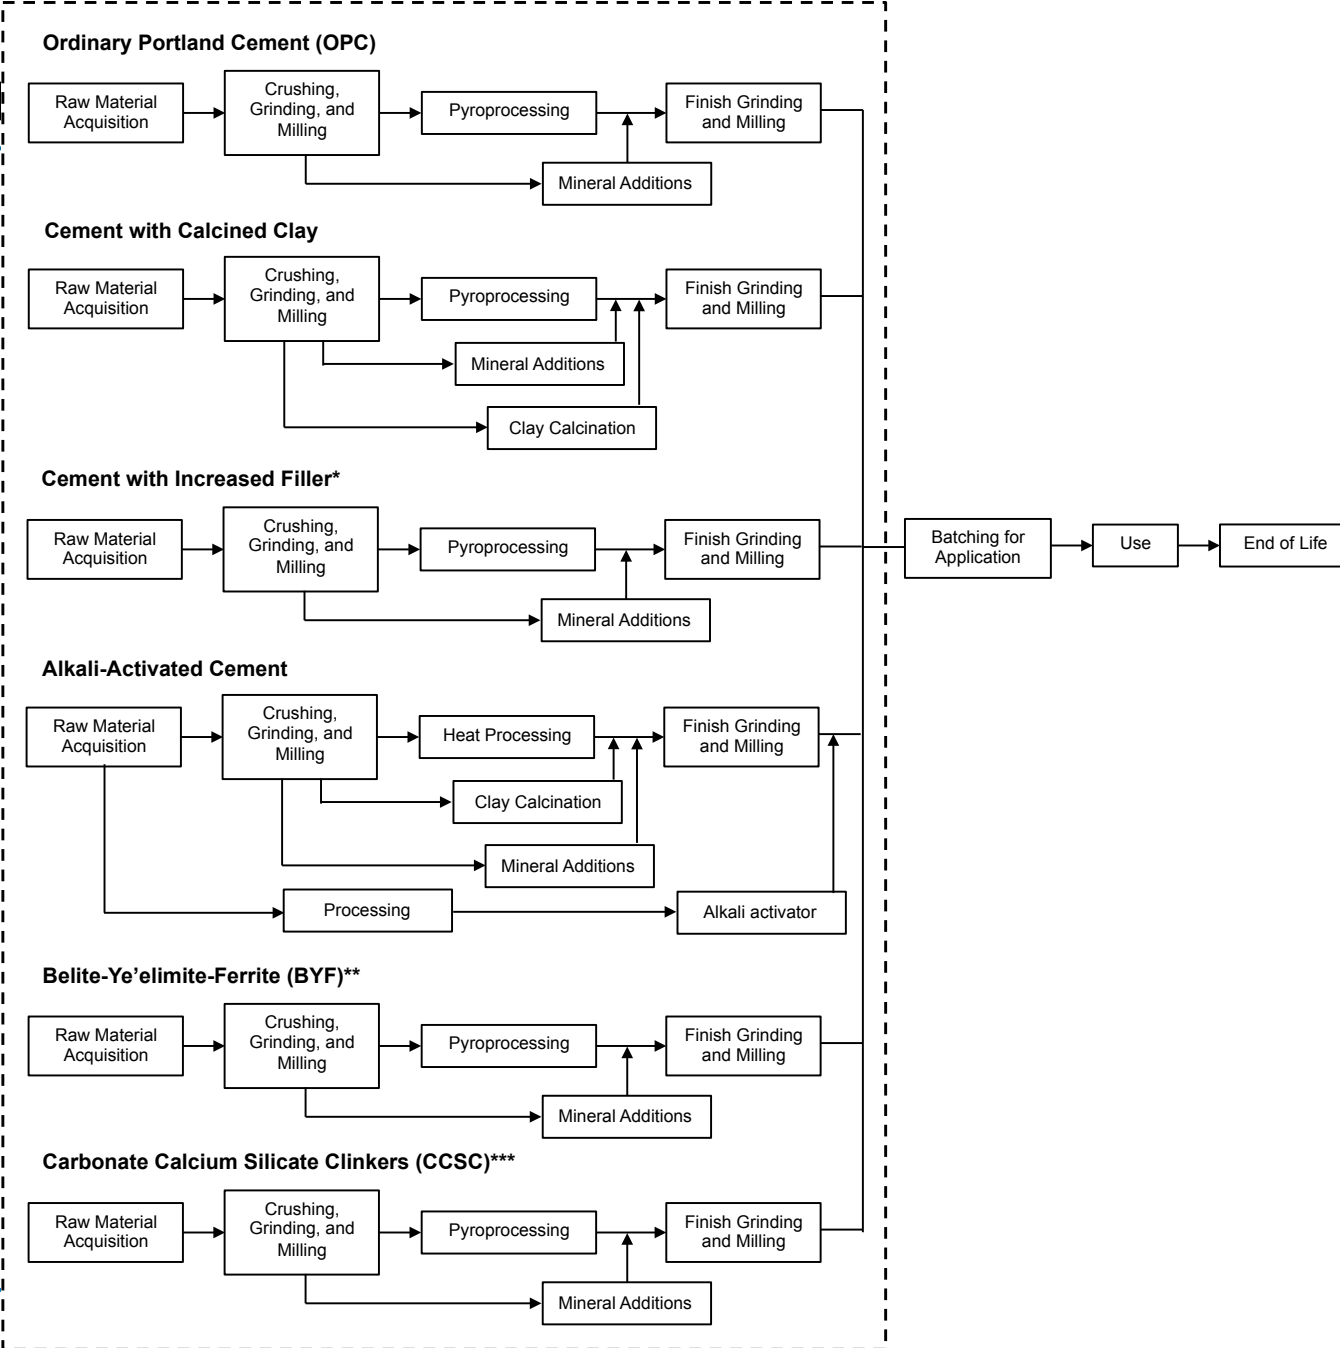 Ordinary Portland Cement (OPC)
Raw Material
Acquisition
Crushing,
Grinding, and
Milling
Pyroprocessing
Finish Grinding
and Milling
Mineral Additions
Cement with Calcined Clay
Raw Material
Acquisition
Crushing,
Grinding, and
Milling
Pyroprocessing
Finish Grinding
and Milling
Mineral Additions
Clay Calcination
Cement with Increased Filler*
Raw Material
Acquisition
Crushing,
Grinding, and
Milling
Pyroprocessing
Finish Grinding
and Milling
Mineral Additions
Batching for
Application
Use
End of Life
Alkali-Activated Cement
Raw Material
Acquisition
Crushing,
Grinding, and
Milling
Heat Processing
Finish Grinding
and Milling
Clay Calcination
Mineral Additions
Processing
Alkali activator
Belite-Ye’elimite-Ferrite (BYF)**
Raw Material
Acquisition
Crushing,
Grinding, and
Milling
Pyroprocessing
Finish Grinding
and Milling
Mineral Additions
Carbonate Calcium Silicate Clinkers (CCSC)***
Raw Material
Acquisition
Crushing,
Grinding, and
Milling
Pyroprocessing
Finish Grinding
and Milling
Mineral Additions